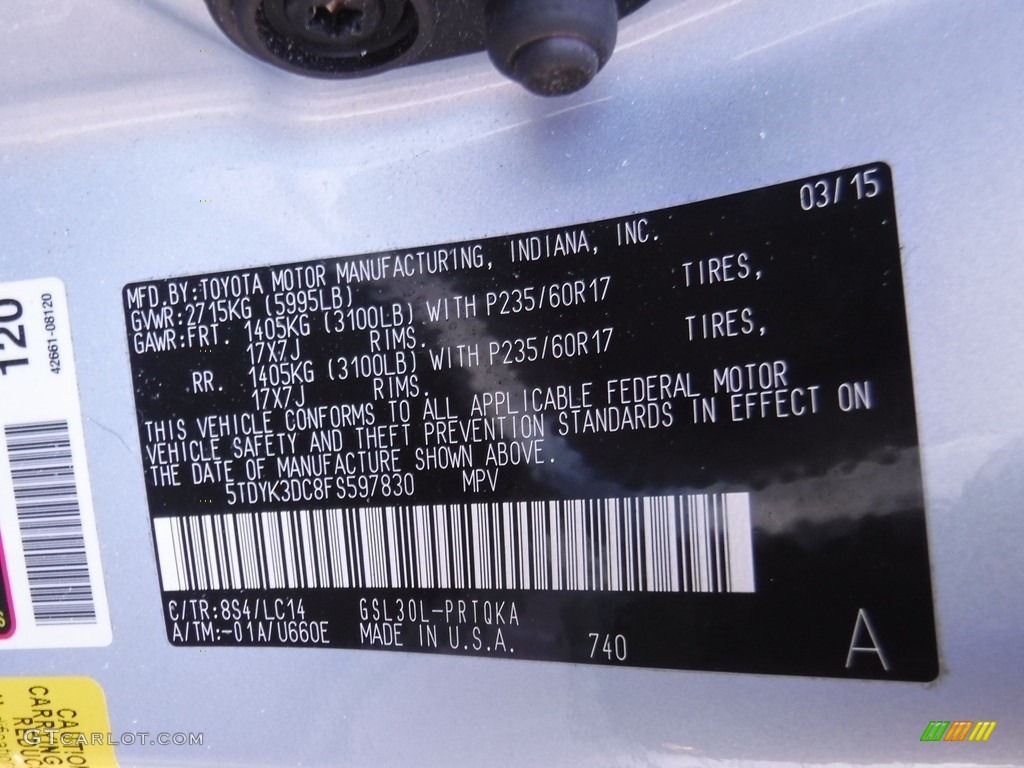 03/15
MFD.BY:TOYOTA MOTOR MANUFACTURING, INDIANA, INC.
GVWR:2715KG (5995LB)
GAWR:FRT. 1405KG (3100LB) WITH P235/60R17 TIRES,
17X7J RIMS.
RR. 1405KG (3100LB) WITH P235/60R17 TIRES,
17X7J RIMS.
THIS VEHICLE CONFORMS TO ALL APPLICABLE FEDERAL MOTOR
VEHICLE SAFETY AND THEFT PREVENTION STANDARDS IN EFFECT ON
THE DATE OF MANUFACTURE SHOWN ABOVE.
5TDYK3DC8FS597830 MPV
C/TR:8S4/LC14 GSL30L-PRTQKA
A/TM:-01A/U660E MADE IN U.S.A. 740 A
120
42661-08120
CAUTION
CARRYING
REDUC
GTCARLOT.COM